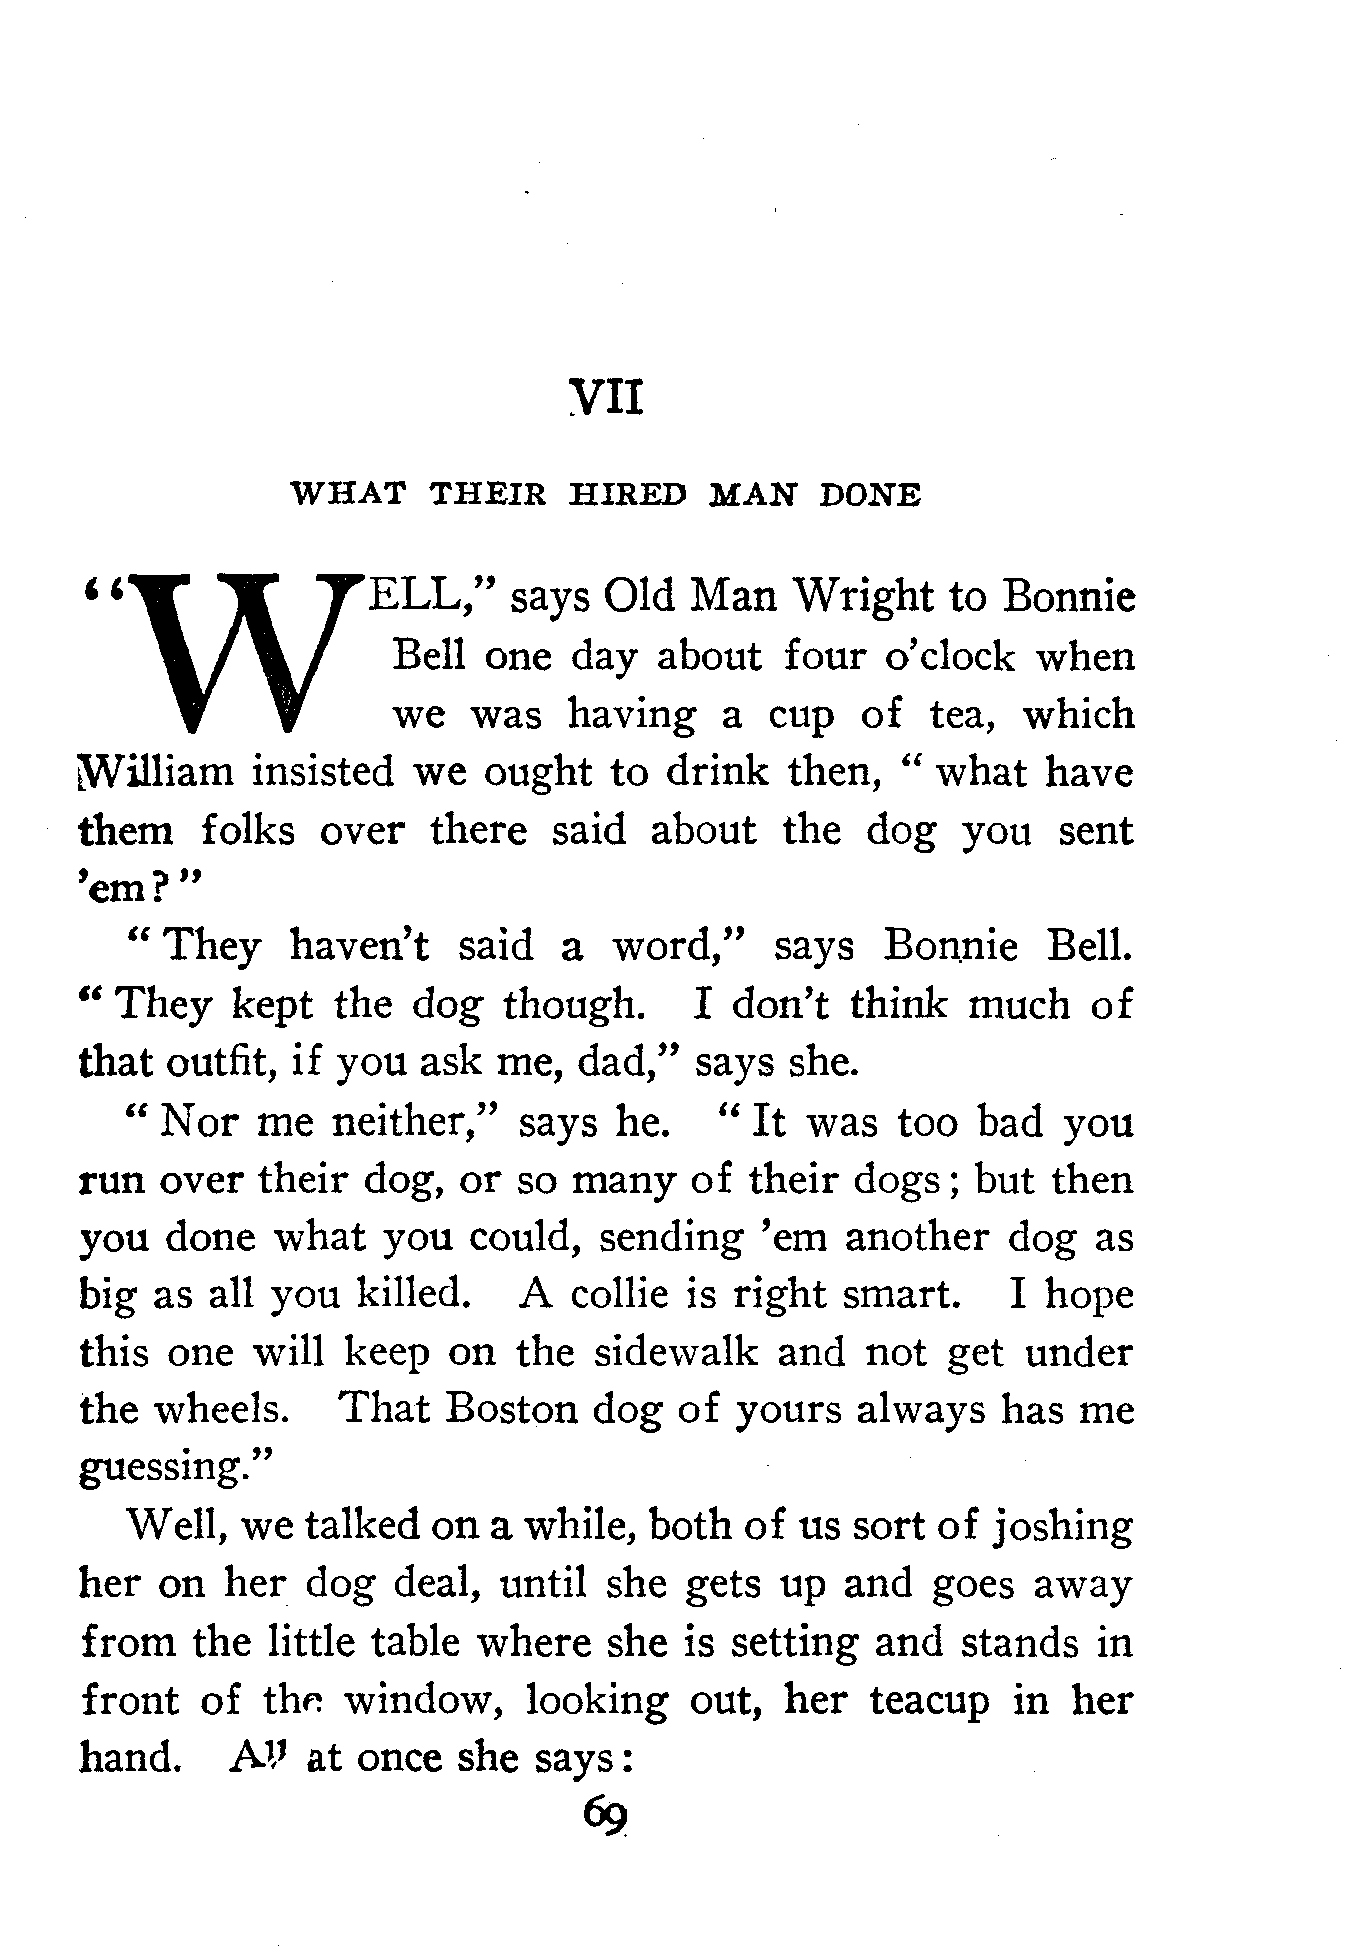 VII
WHAT THEIR HIRED MAN DONE
“WELL,” says Old Man Wright to Bonnie
Bell one day about four o’clock when
we was having a cup of tea, which
William insisted we ought to drink then, “ what have
them folks over there said about the dog you sent
’em? ”
“ They haven’t said a word,” says Bonnie Bell.
“ They kept the dog though. I don’t think much of
that outfit, if you ask me, dad,” says she.
“ Nor me neither,” says he. “ It was too bad you
run over their dog, or so many of their dogs ; but then
you done what you could, sending ’em another dog as
big as all you killed. A collie is right smart. I hope
this one will keep on the sidewalk and not get under
the wheels. That Boston dog of yours always has me
guessing.”
Well, we talked on a while, both of us sort of joshing
her on her dog deal, until she gets up and goes away
from the little table where she is setting and stands in
front of the window, looking out, her teacup in her
hand. All at once she says :
69